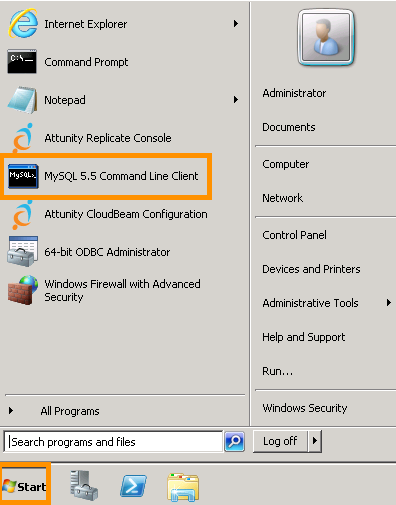 Internet Explorer
C:\_
Command Prompt
Notepad
Attunity Replicate Console
MySQL
MySQL 5.5 Command Line Client
Attunity CloudBeam Configuration
64-bit ODBC Administrator
Windows Firewall with Advanced
Security
All Programs
Search programs and files
Administrator
Documents
Computer
Network
Control Panel
Devices and Printers
Administrative Tools
Help and Support
Run...
Windows Security
Log off
Start